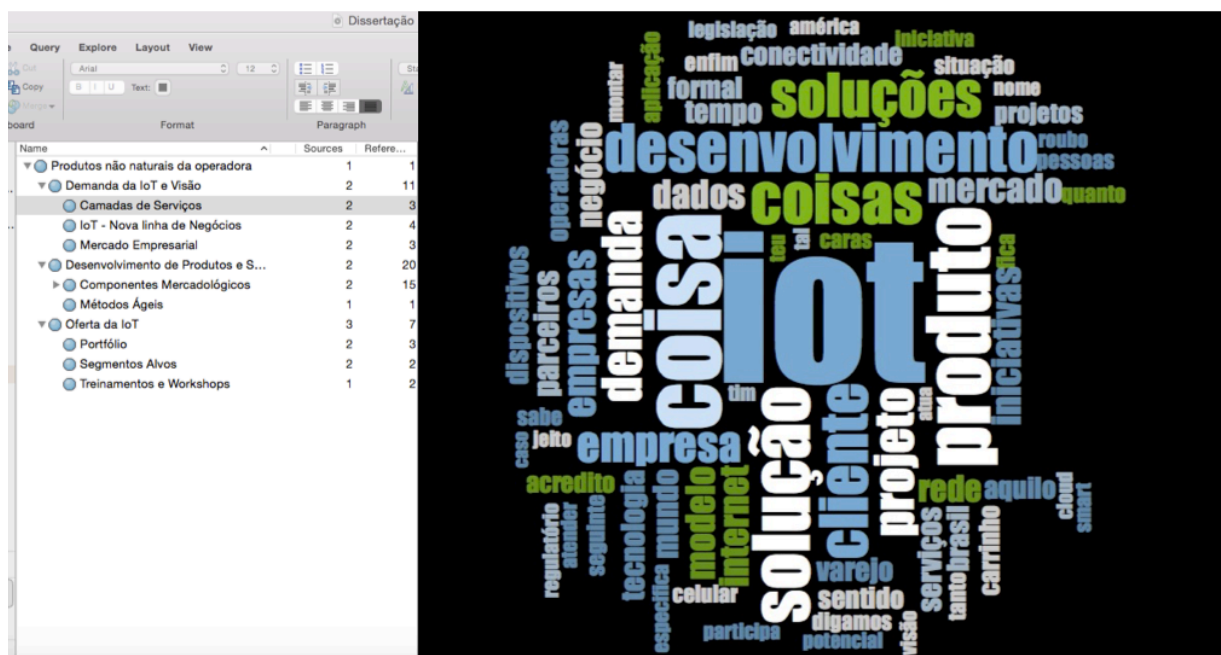 Dissertação
Query Explore Layout View
Cut
Arial 12
Copy
B I U Text:
Merge
Format Paragraph
Name Sources Refere...
Produtos não naturais da operadora 1 1
Demanda da IoT e Visão 2 11
Camadas de Serviços 2 3
IoT - Nova linha de Negócios 2 4
Mercado Empresarial 2 3
Desenvolvimento de Produtos e S... 2 20
Componentes Mercadológicos 2 15
Métodos Ágeis 1 1
Oferta da IoT 3 7
Portfólio 2 3
Segmentos Alvos 2 2
Treinamentos e Workshops 1 2
legislação
américa
iniciativa
conectividade
enfim
situação
aplicação
montar
formal
soluções
nome
tempo
projetos
operadoras
negócio
desenvolvimento
roubo
pessoas
dados
coisas
mercado
quanto
demanda
coisa
teu
tal
caras
iot
produto
fica
dispositivos
parceiros
empresas
iniciativas
tim
sabe
caso
jeito
empresa
solução
cliente
projeto
atua
acredito
rede
aquilo
cloud
smart
regulatório
atender
seguinte
tecnologia
mundo
modelo
internet
serviços
tanto
brasil
carrinho
varejo
específica
celular
sentido
participa
digamos
potencial
visão